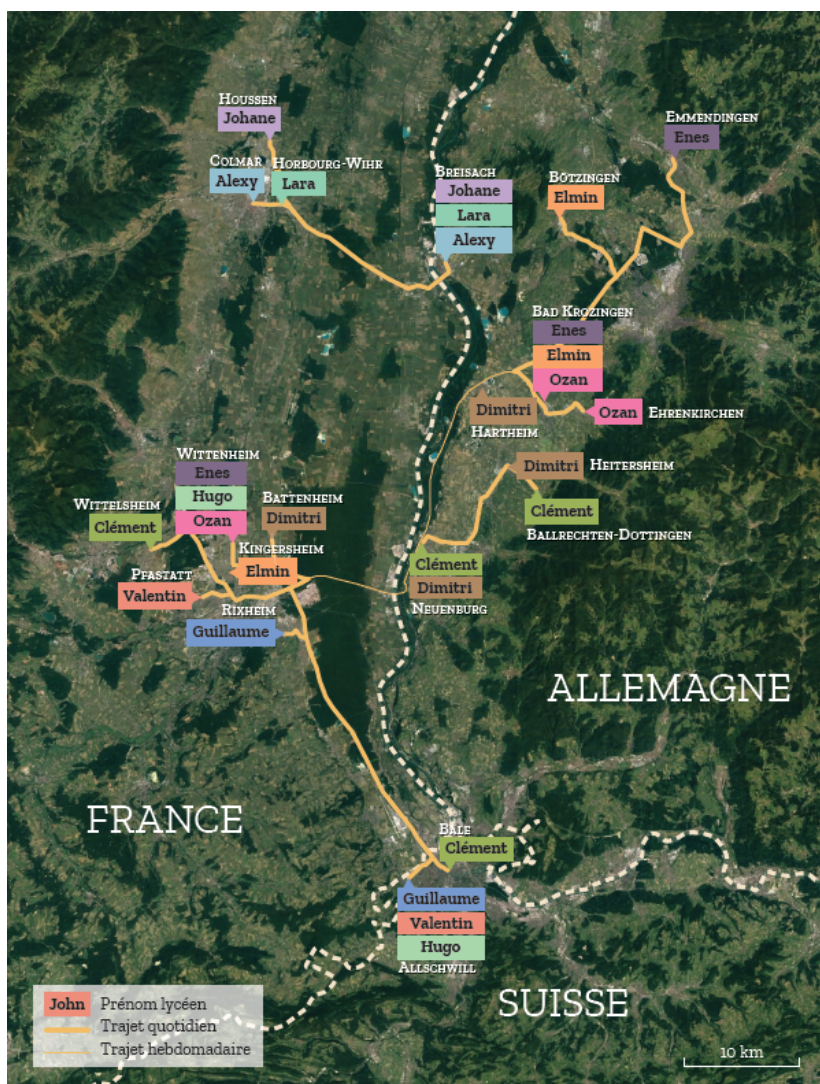 Houssen
Johane
Colmar
Alexy
Horbourg-Wihr
Lara
Breisach
Johane
Lara
Alexy
Bötzingen
Elmin
Emmendingen
Enes
Bad Krozingen
Enes
Elmin
Ozan
Ozan
Ehrenkirchen
Dimitri
Hartheim
Dimitri
Heitersheim
Clément
Ballrechten-Dottingen
Wittelsheim
Clément
Wittenheim
Enes
Hugo
Ozan
Battenheim
Dimitri
Kingersheim
Elmin
Pfastatt
Valentin
Rixheim
Guillaume
Clément
Dimitri
Neuenburg
ALLEMAGNE
FRANCE
Bâle
Clément
Guillaume
Valentin
Hugo
Allschwill
SUISSE
John Prénom lycéen
Trajet quotidien
Trajet hebdomadaire
10 km